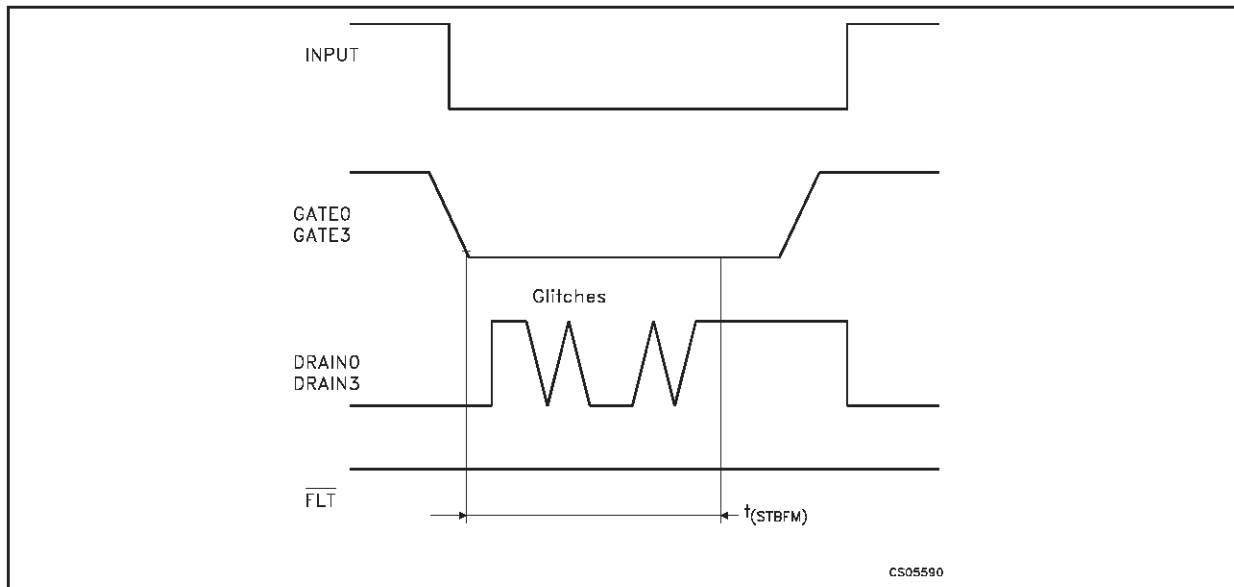 INPUT
GATE0
GATE3
Glitches
DRAIN0
DRAIN3
FLT
t(STBFM)
CS05590